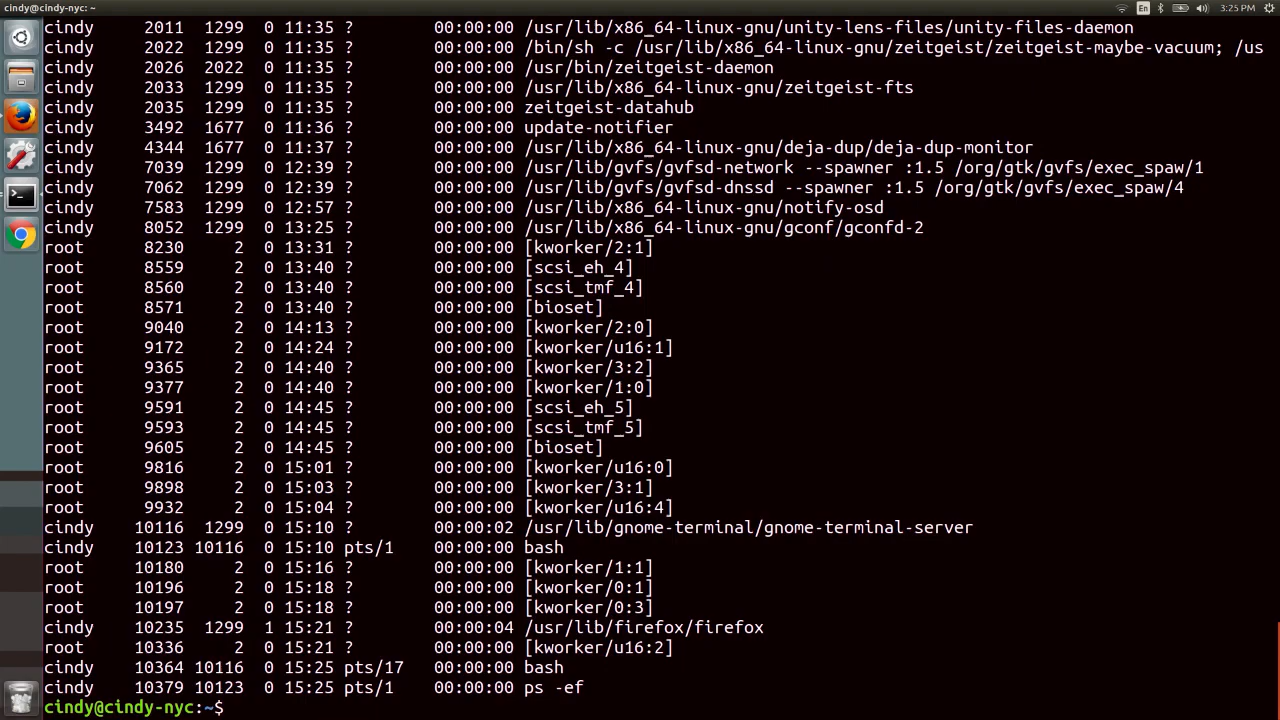 cindy@cindy-nyc: ~ En 3:25 PM
cindy 2011 1299 0 11:35 ? 00:00:00 /usr/lib/x86_64-linux-gnu/unity-lens-files/unity-files-daemon
cindy 2022 1299 0 11:35 ? 00:00:00 /bin/sh -c /usr/lib/x86_64-linux-gnu/zeitgeist/zeitgeist-maybe-vacuum; /us
cindy 2026 2022 0 11:35 ? 00:00:00 /usr/bin/zeitgeist-daemon
cindy 2033 1299 0 11:35 ? 00:00:00 /usr/lib/x86_64-linux-gnu/zeitgeist-fts
cindy 2035 1299 0 11:35 ? 00:00:00 zeitgeist-datahub
cindy 3492 1677 0 11:36 ? 00:00:00 update-notifier
cindy 4344 1677 0 11:37 ? 00:00:00 /usr/lib/x86_64-linux-gnu/deja-dup/deja-dup-monitor
cindy 7039 1299 0 12:39 ? 00:00:00 /usr/lib/gvfs/gvfsd-network --spawner :1.5 /org/gtk/gvfs/exec_spaw/1
cindy 7062 1299 0 12:39 ? 00:00:00 /usr/lib/gvfs/gvfsd-dnssd --spawner :1.5 /org/gtk/gvfs/exec_spaw/4
cindy 7583 1299 0 12:57 ? 00:00:00 /usr/lib/x86_64-linux-gnu/notify-osd
cindy 8052 1299 0 13:25 ? 00:00:00 /usr/lib/x86_64-linux-gnu/gconf/gconfd-2
root 8230 2 0 13:31 ? 00:00:00 [kworker/2:1]
root 8559 2 0 13:40 ? 00:00:00 [scsi_eh_4]
root 8560 2 0 13:40 ? 00:00:00 [scsi_tmf_4]
root 8571 2 0 13:40 ? 00:00:00 [bioset]
root 9040 2 0 14:13 ? 00:00:00 [kworker/2:0]
root 9172 2 0 14:24 ? 00:00:00 [kworker/u16:1]
root 9365 2 0 14:40 ? 00:00:00 [kworker/3:2]
root 9377 2 0 14:40 ? 00:00:00 [kworker/1:0]
root 9591 2 0 14:45 ? 00:00:00 [scsi_eh_5]
root 9593 2 0 14:45 ? 00:00:00 [scsi_tmf_5]
root 9605 2 0 14:45 ? 00:00:00 [bioset]
root 9816 2 0 15:01 ? 00:00:00 [kworker/u16:0]
root 9898 2 0 15:03 ? 00:00:00 [kworker/3:1]
root 9932 2 0 15:04 ? 00:00:00 [kworker/u16:4]
cindy 10116 1299 0 15:10 ? 00:00:02 /usr/lib/gnome-terminal/gnome-terminal-server
cindy 10123 10116 0 15:10 pts/1 00:00:00 bash
root 10180 2 0 15:16 ? 00:00:00 [kworker/1:1]
root 10196 2 0 15:18 ? 00:00:00 [kworker/0:1]
root 10197 2 0 15:18 ? 00:00:00 [kworker/0:3]
cindy 10235 1299 1 15:21 ? 00:00:04 /usr/lib/firefox/firefox
root 10336 2 0 15:21 ? 00:00:00 [kworker/u16:2]
cindy 10364 10116 0 15:25 pts/17 00:00:00 bash
cindy 10379 10123 0 15:25 pts/1 00:00:00 ps -ef
cindy@cindy-nyc:~$